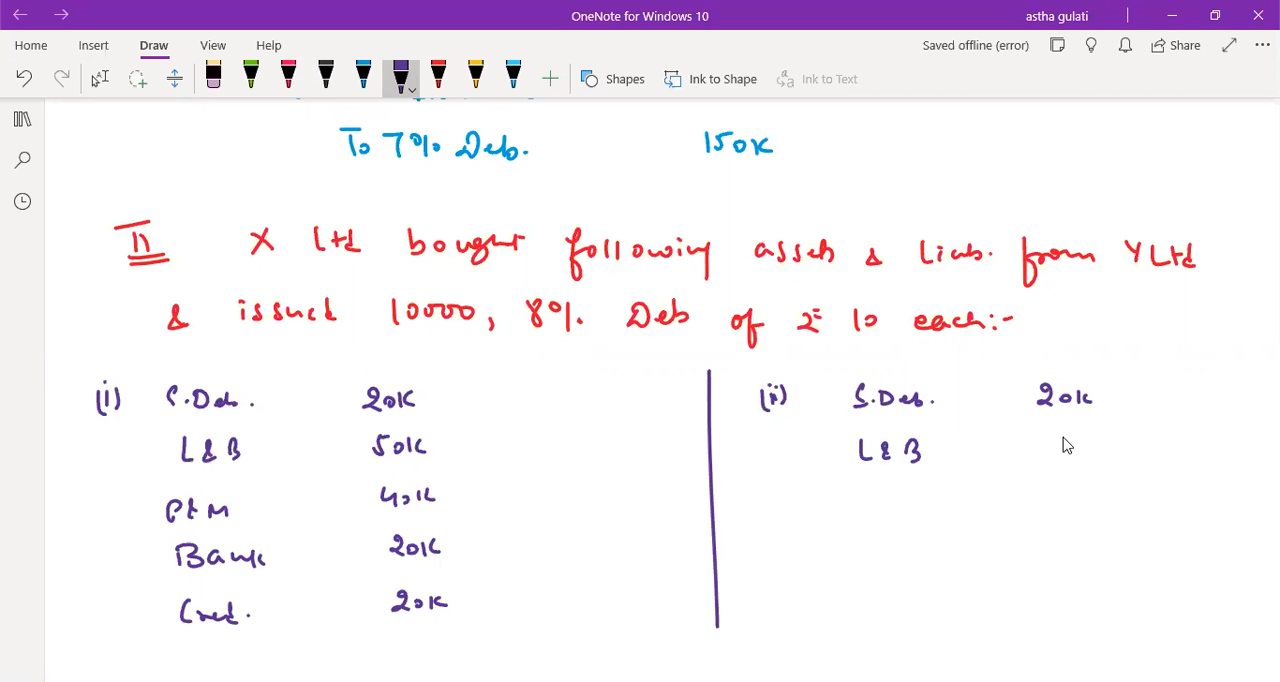 OneNote for Windows 10
astha gulati
Home Insert Draw View Help
Saved offline (error) Share
Shapes Ink to Shape Ink to Text
To 7% Deb. 150K
II X Ltd bought following assets & Liab. from Y Ltd
& issued 10000, 8% Deb of 10 each:-
(i) S.Deb. 20K
L&B 50K
P&M 40K
Bank 20K
Cred. 20K
(ii) S.Deb. 20K
L&B